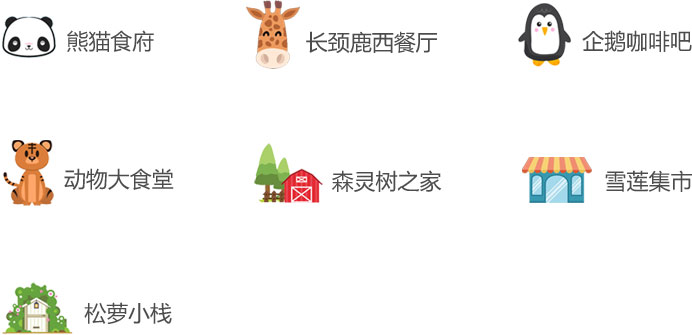 熊猫食府
长颈鹿西餐厅
企鹅咖啡吧
动物大食堂
森灵树之家
雪莲集市
松萝小栈